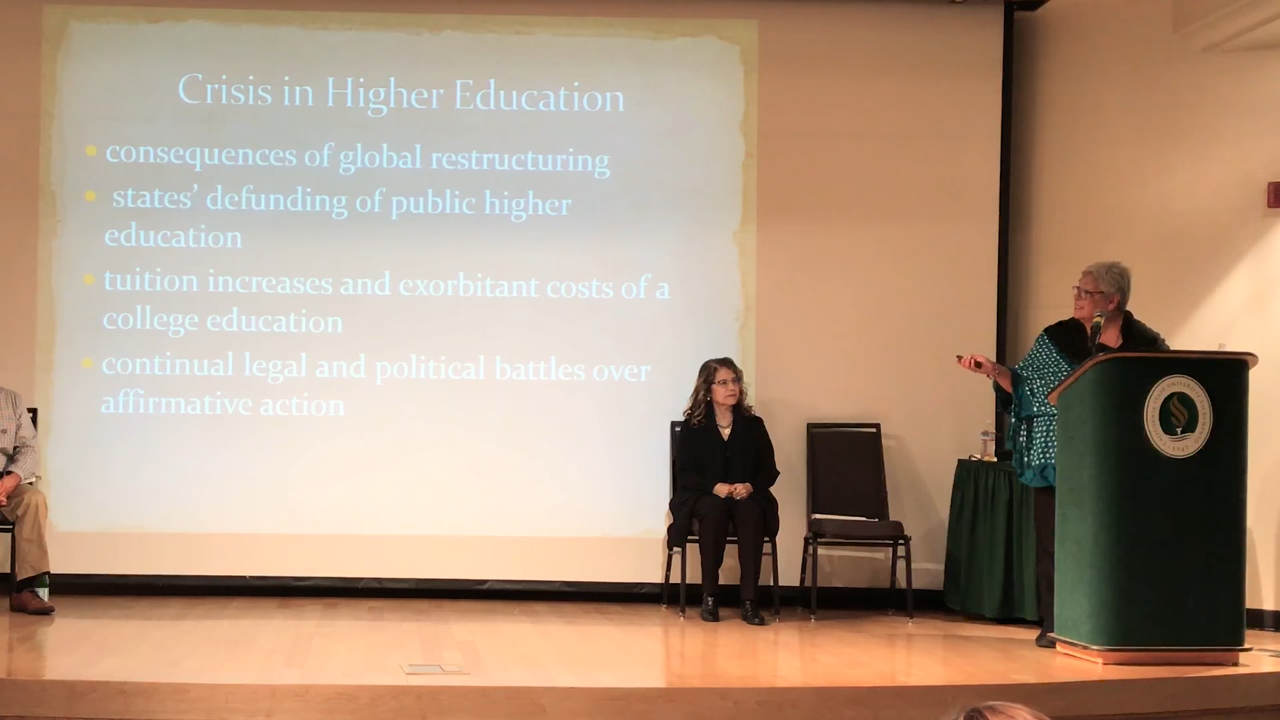 Crisis in Higher Education
• consequences of global restructuring
• states' defunding of public higher
education
• tuition increases and exorbitant costs of a
college education
• continual legal and political battles over
affirmative action